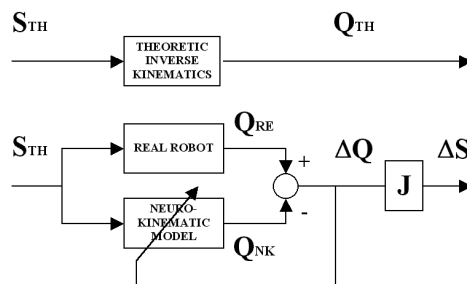 STH
QTH
THEORETIC
INVERSE
KINEMATICS
STH
QRE
REAL ROBOT
+
ΔQ
ΔS
J
NEURO-
KINEMATIC
MODEL
-
QNK